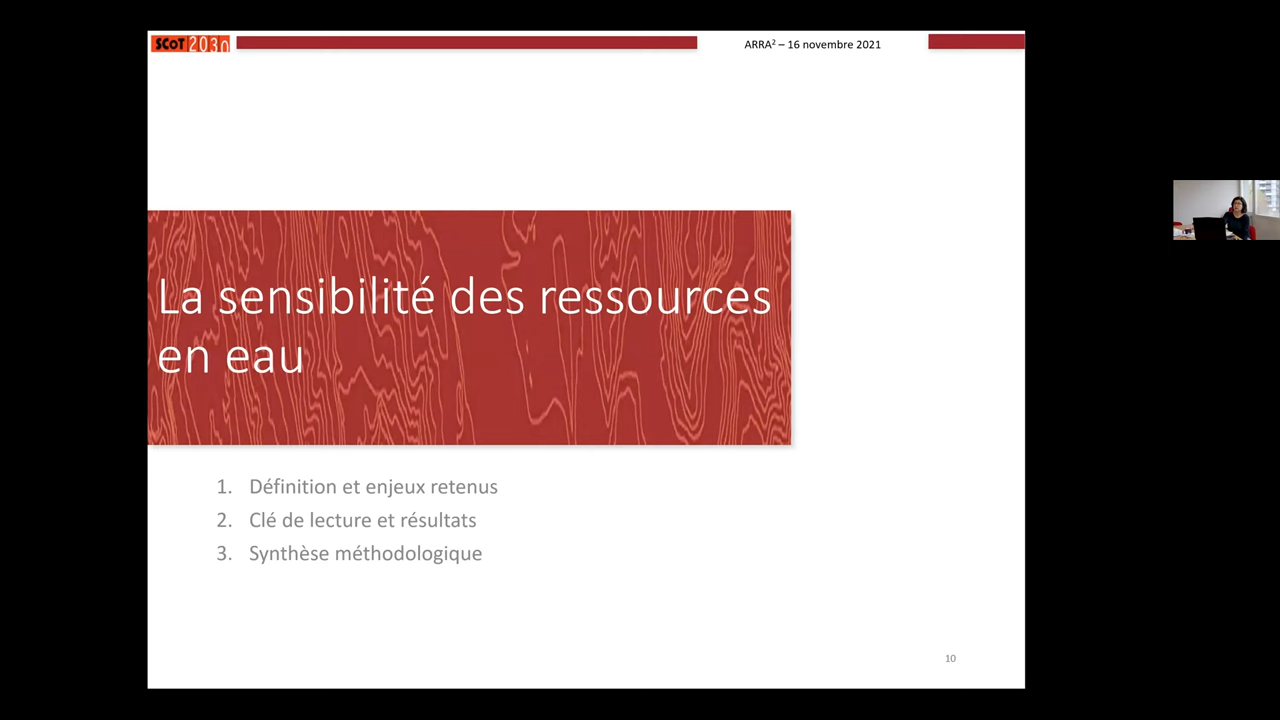 SCOT 2030
ARRA² – 16 novembre 2021
La sensibilité des ressources
en eau
1. Définition et enjeux retenus
2. Clé de lecture et résultats
3. Synthèse méthodologique
10